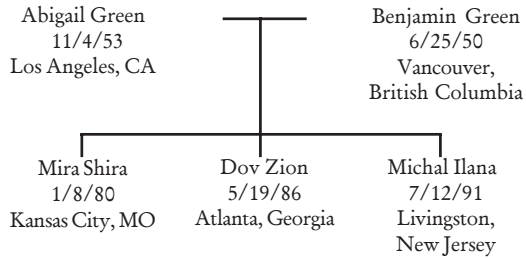 Abigail Green
11/4/53
Los Angeles, CA
Benjamin Green
6/25/50
Vancouver,
British Columbia
Mira Shira
1/8/80
Kansas City, MO
Dov Zion
5/19/86
Atlanta, Georgia
Michal Ilana
7/12/91
Livingston,
New Jersey